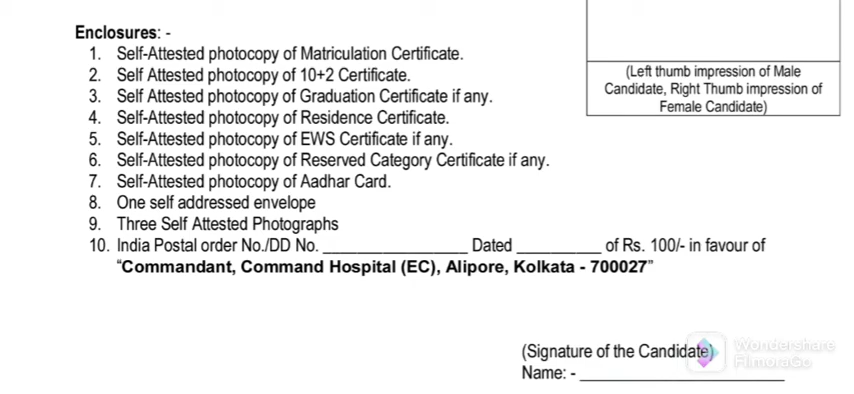 Enclosures: -
1. Self-Attested photocopy of Matriculation Certificate.
2. Self Attested photocopy of 10+2 Certificate.
3. Self Attested photocopy of Graduation Certificate if any.
4. Self-Attested photocopy of Residence Certificate.
5. Self-Attested photocopy of EWS Certificate if any.
6. Self-Attested photocopy of Reserved Category Certificate if any.
7. Self-Attested photocopy of Aadhar Card.
8. One self addressed envelope
9. Three Self Attested Photographs
10. India Postal order No./DD No. _________________ Dated __________ of Rs. 100/- in favour of
“Commandant, Command Hospital (EC), Alipore, Kolkata - 700027”
(Left thumb impression of Male
Candidate, Right Thumb impression of
Female Candidate)
(Signature of the Candidate)
Name: - ________________________
Wondershare
FilmoraGo